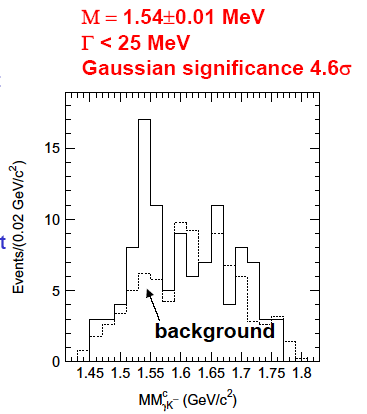 M = 1.54±0.01 MeV
Γ < 25 MeV
Gaussian significance 4.6σ
t
Events/(0.02 GeV/c²)
15
10
5
0
background
1.45 1.5 1.55 1.6 1.65 1.7 1.75 1.8
MMᶜγK⁻ (GeV/c²)